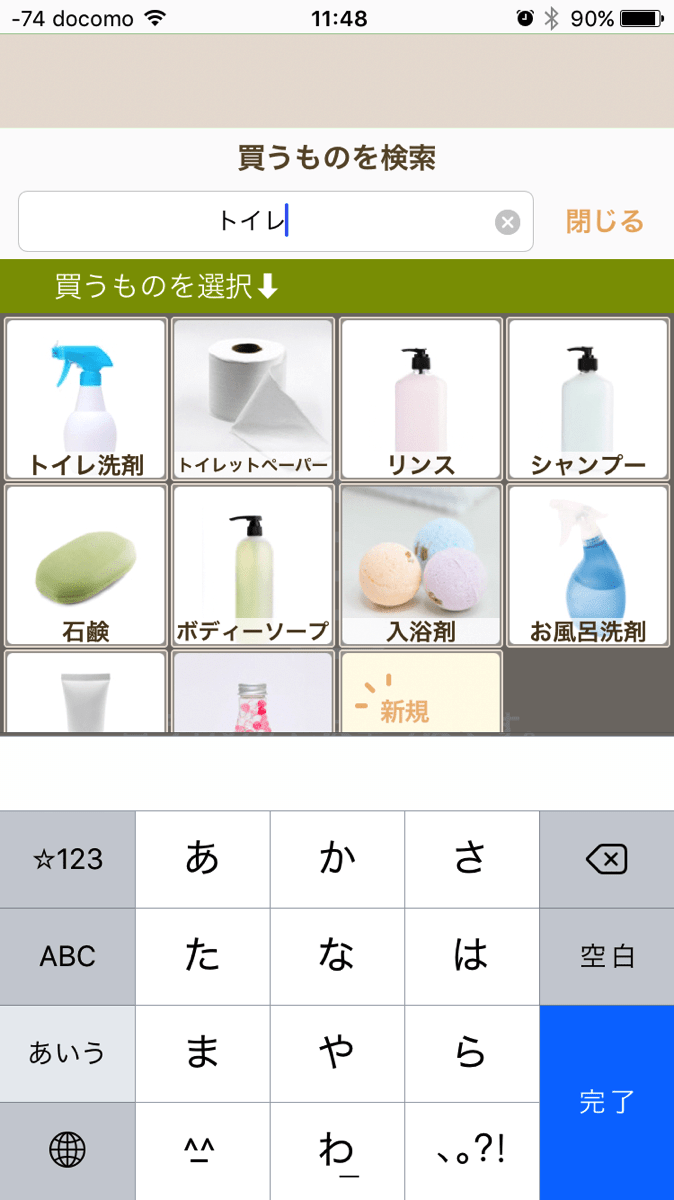 -74 docomo 11:48 90%
買うものを検索
トイレ 閉じる
買うものを選択⬇
トイレ洗剤 トイレットペーパー リンス シャンプー
石鹸 ボディーソープ 入浴剤 お風呂洗剤
新規
☆123 あ か さ
ABC た な は 空白
あいう ま や ら 完了
^^ わ 、。?!